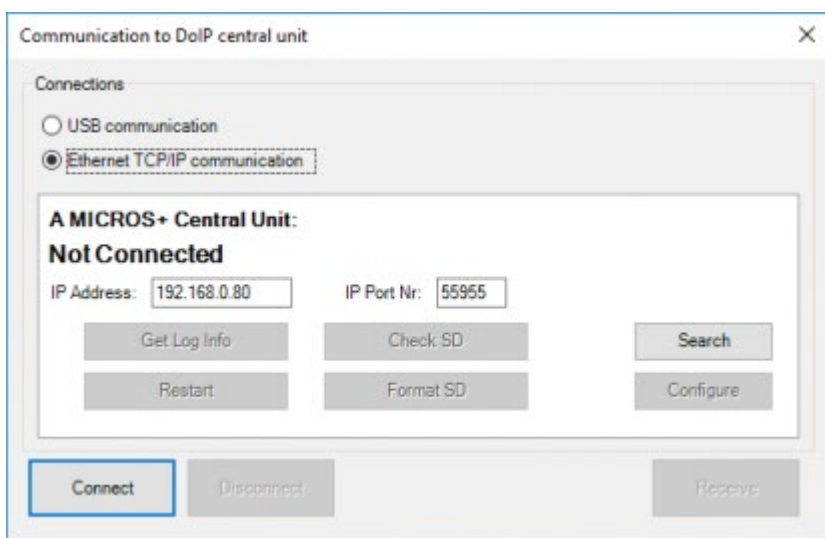 Communication to DoIP central unit
Connections
USB communication
Ethernet TCP/IP communication
A MICROS+ Central Unit:
Not Connected
IP Address: 192.168.0.80 IP Port Nr: 55955
Get Log Info Check SD Search
Restart Format SD Configure
Connect Disconnect Receive